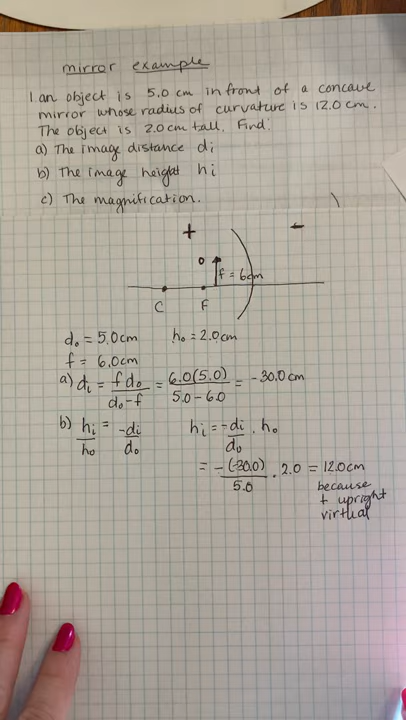 mirror example
1. an object is 5.0 cm in front of a concave
mirror whose radius of curvature is 12.0 cm.
The object is 2.0 cm tall. Find:
a) The image distance di
b) The image height hi
c) The magnification.
+ -
o f = 6cm
C F
do = 5.0cm ho = 2.0cm
f = 6.0cm
a) di = f do / do - f = 6.0(5.0) / 5.0 - 6.0 = -30.0 cm
b) hi / ho = -di / do hi = -di / do . ho
= -(-30.0) / 5.0 . 2.0 = 12.0cm
because
+ upright
virtual